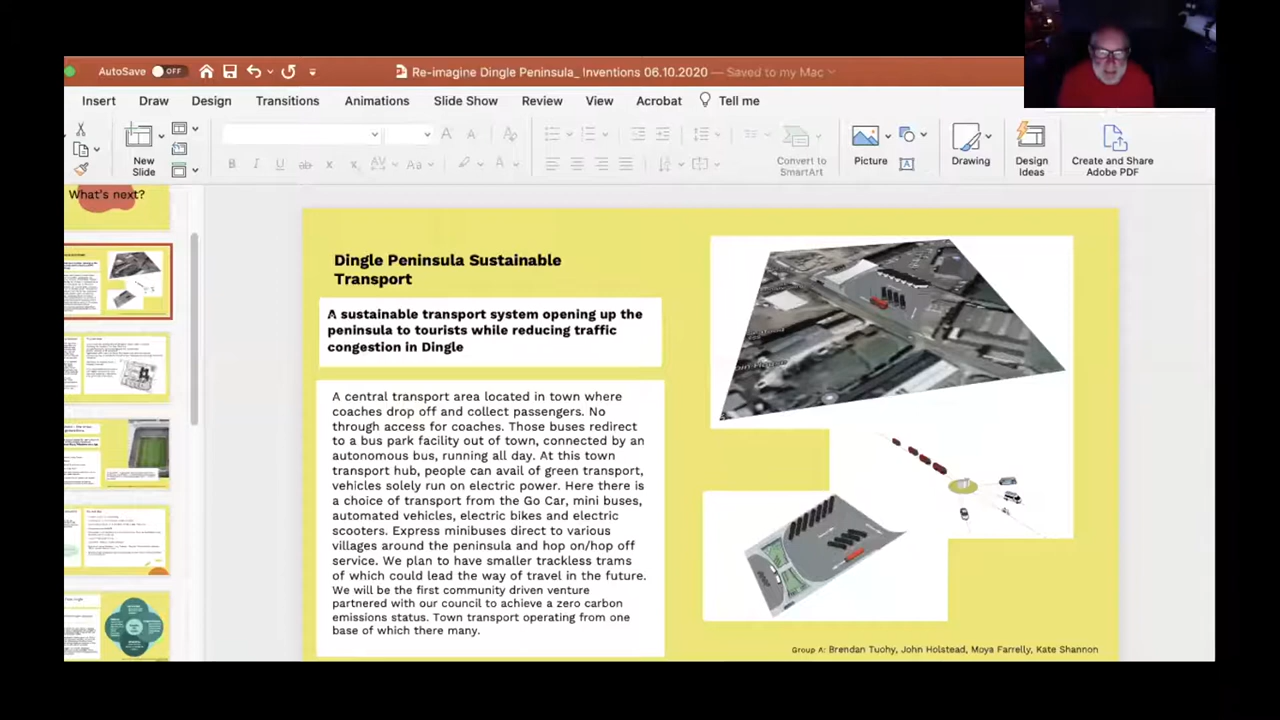 AutoSave OFF
Re-imagine Dingle Peninsula_ Inventions 06.10.2020 — Saved to my Mac
Insert Draw Design Transitions Animations Slide Show Review View Acrobat Tell me
New
Slide
Convert to
SmartArt
Picture
Drawing
Design
Ideas
Create and Share
Adobe PDF
What's next?
Dingle Peninsula Sustainable
Transport
A sustainable transport system opening up the
peninsula to tourists while reducing traffic
congestion in Dingle
A central transport area located in town where
coaches drop off and collect passengers. No
through access for coaches. Those buses redirect
to a bus park facility out of town, connected by an
autonomous bus, running all day. At this town
transport hub, people can avail of green transport,
vehicles solely run on electric power. Here there is
a choice of transport from the Go Car, mini buses,
automated vehicles, electric bikes and electric
scooters. Express mini buses direct to various
villages around the peninsula and hop on/hop off
service. We plan to have smaller trackless trams
of which could lead the way of travel in the future.
We will be the first community driven venture
partnered with our council to achieve a zero carbon
emissions status. Town transport operating from one
base of which there many.
Group A: Brendan Tuohy, John Holstead, Moya Farrelly, Kate Shannon